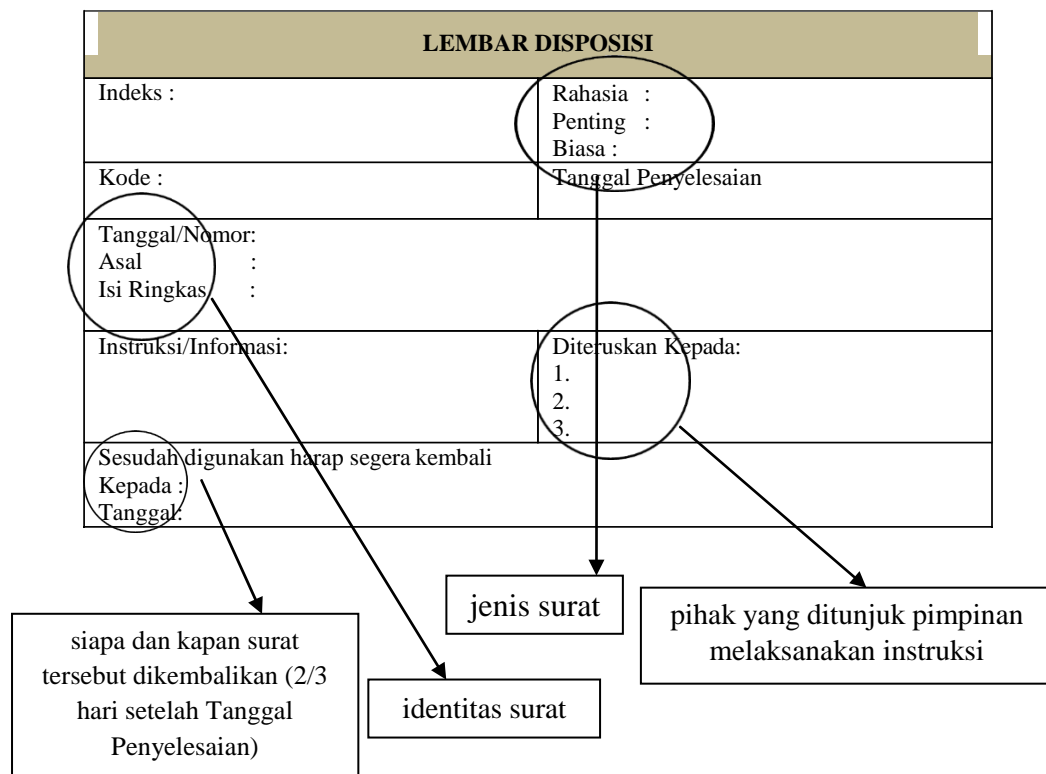 LEMBAR DISPOSISI
Indeks :
Rahasia :
Penting :
Biasa :
Kode :
Tanggal Penyelesaian
Tanggal/Nomor:
Asal :
Isi Ringkas :
Instruksi/Informasi:
Diteruskan Kepada:
1.
2.
3.
Sesudah digunakan harap segera kembali
Kepada :
Tanggal:
siapa dan kapan surat
tersebut dikembalikan (2/3
hari setelah Tanggal
Penyelesaian)
identitas surat
jenis surat
pihak yang ditunjuk pimpinan
melaksanakan instruksi